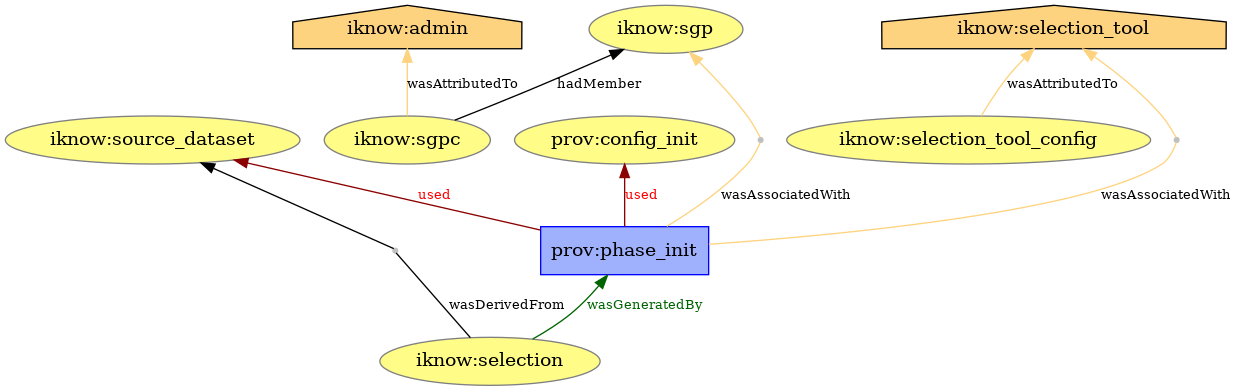 iknow:admin
iknow:sgp
iknow:selection_tool
wasAttributedTo
hadMember
wasAttributedTo
iknow:source_dataset
iknow:sgpc
prov:config_init
iknow:selection_tool_config
used
used
wasAssociatedWith
wasAssociatedWith
prov:phase_init
wasDerivedFrom
wasGeneratedBy
iknow:selection